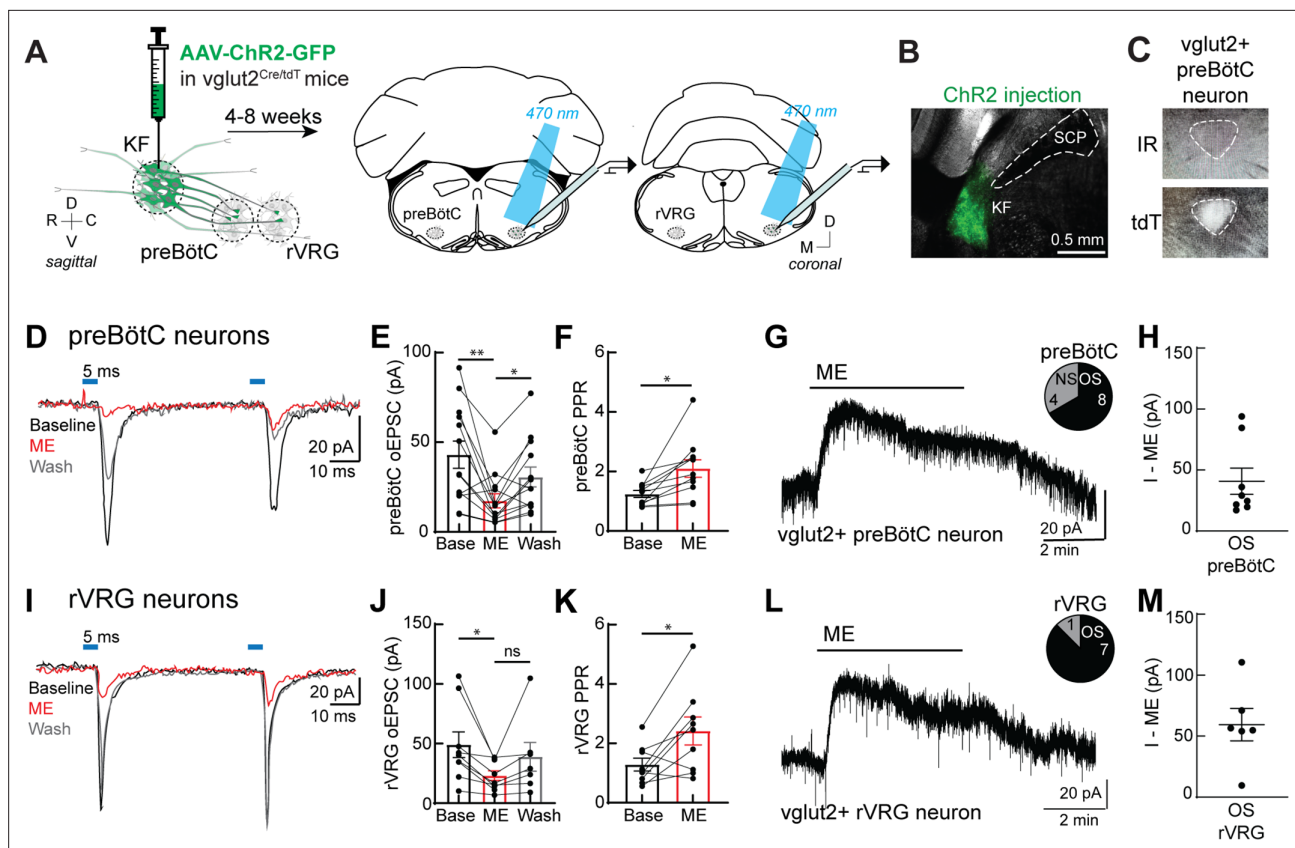 A
AAV-ChR2-GFP
in vglut2Cre/tdT mice
4-8 weeks
KF
D
R C
V
sagittal
preBötC
rVRG
470 nm
preBötC
470 nm
rVRG
D
M
coronal
B
ChR2 injection
SCP
KF
0.5 mm
C
vglut2+
preBötC
neuron
IR
tdT
D preBötC neurons
5 ms
Baseline
ME
Wash
20 pA
10 ms
E
preBötC oEPSC (pA)
100
50
0
**
*
Base ME Wash
F
preBötC PPR
6
4
2
0
*
Base ME
G
ME
preBötC
NS
4
OS
8
vglut2+ preBötC neuron
20 pA
2 min
H
I - ME (pA)
150
100
50
0
OS
preBötC
I rVRG neurons
5 ms
Baseline
ME
Wash
20 pA
10 ms
J
rVRG oEPSC (pA)
150
100
50
0
*
ns
Base ME Wash
K
rVRG PPR
6
4
2
0
*
Base ME
L
ME
rVRG
1
OS
7
vglut2+ rVRG neuron
20 pA
2 min
M
I - ME (pA)
150
100
50
0
OS
rVRG